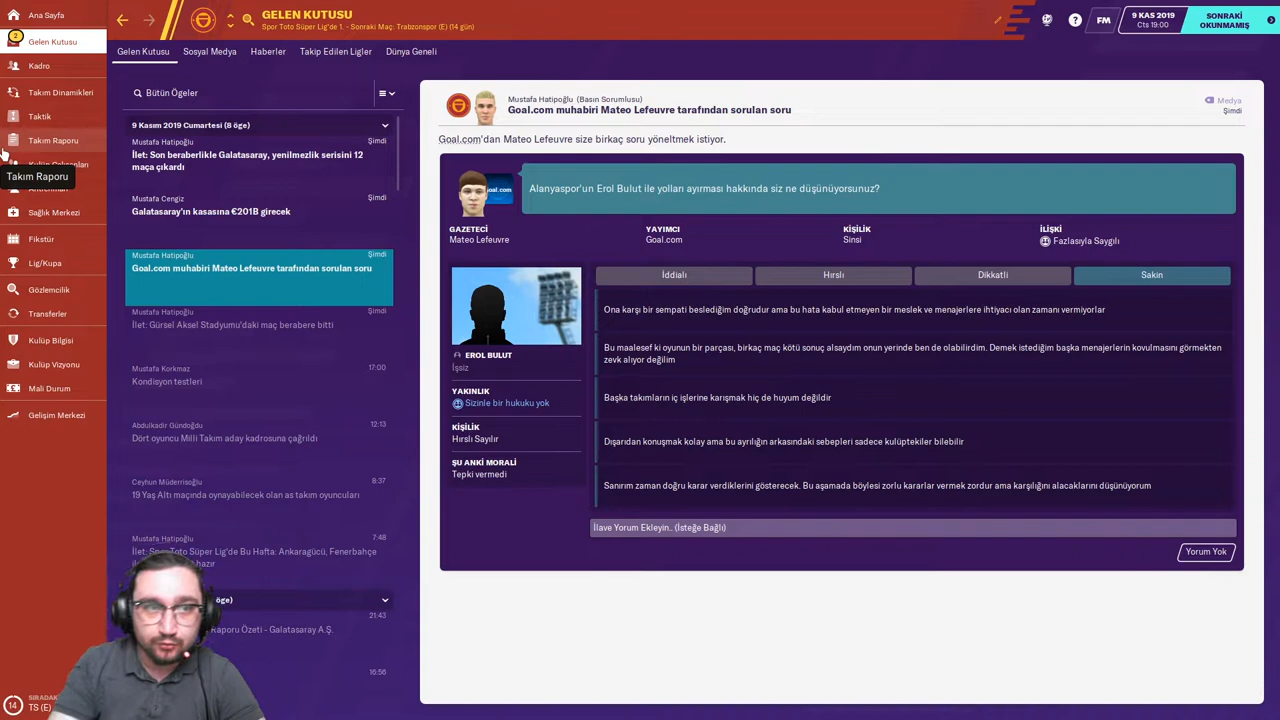 Ana Sayfa
2
Gelen Kutusu
Kadro
Takım Dinamikleri
Taktik
Takım Raporu
Takım Raporu
Sağlık Merkezi
Fikstür
Lig/Kupa
Gözlemcilik
Transferler
Kulüp Bilgisi
Kulüp Vizyonu
Mali Durum
Gelişim Merkezi
14
SIRADAK
TS (E)
GELEN KUTUSU
Spor Toto Süper Lig'de 1. - Sonraki Maç: Trabzonspor (E) (14 gün)
FM
9 KAS 2019
Cts 19:00
SONRAKİ
OKUNMAMIŞ
Gelen Kutusu
Sosyal Medya
Haberler
Takip Edilen Ligler
Dünya Geneli
Bütün Ögeler
9 Kasım 2019 Cumartesi (8 öge)
Mustafa Hatipoğlu Şimdi
İlet: Son beraberlikle Galatasaray, yenilmezlik serisini 12
maça çıkardı
Mustafa Cengiz Şimdi
Galatasaray'ın kasasına €201B girecek
Mustafa Hatipoğlu Şimdi
Goal.com muhabiri Mateo Lefeuvre tarafından sorulan soru
Mustafa Hatipoğlu Şimdi
İlet: Gürsel Aksel Stadyumu'daki maç berabere bitti
Mustafa Korkmaz 17:00
Kondisyon testleri
Abdulkadir Gündoğdu 12:13
Dört oyuncu Milli Takım aday kadrosuna çağrıldı
Ceyhun Müderrisoğlu 8:37
19 Yaş Altı maçında oynayabilecek olan as takım oyuncuları
Mustafa Hatipoğlu 7:48
İlet: Spor Toto Süper Lig'de Bu Hafta: Ankaragücü, Fenerbahçe
hazır
öge)
21:43
Raporu Özeti - Galatasaray A.Ş.
16:56
Mustafa Hatipoğlu (Basın Sorumlusu)
Goal.com muhabiri Mateo Lefeuvre tarafından sorulan soru
Medya
Şimdi
Goal.com'dan Mateo Lefeuvre size birkaç soru yöneltmek istiyor.
oal.com
Alanyaspor'un Erol Bulut ile yolları ayırması hakkında siz ne düşünüyorsunuz?
GAZETECİ
Mateo Lefeuvre
YAYIMCI
Goal.com
KİŞİLİK
Sinsi
İLİŞKİ
Fazlasıyla Saygılı
İddialı
Hırslı
Dikkatli
Sakin
EROL BULUT
İşsiz
YAKINLIK
Sizinle bir hukuku yok
KİŞİLİK
Hırslı Sayılır
ŞU ANKİ MORALİ
Tepki vermedi
Ona karşı bir sempati beslediğim doğrudur ama bu hata kabul etmeyen bir meslek ve menajerlere ihtiyacı olan zamanı vermiyorlar
Bu maalesef ki oyunun bir parçası, birkaç maç kötü sonuç alsaydım onun yerinde ben de olabilirdim. Demek istediğim başka menajerlerin kovulmasını görmekten
zevk alıyor değilim
Başka takımların iç işlerine karışmak hiç de huyum değildir
Dışarıdan konuşmak kolay ama bu ayrılığın arkasındaki sebepleri sadece kulüptekiler bilebilir
Sanırım zaman doğru karar verdiklerini gösterecek. Bu aşamada böylesi zorlu kararlar vermek zordur ama karşılığını alacaklarını düşünüyorum
İlave Yorum Ekleyin.. (İsteğe Bağlı)
Yorum Yok